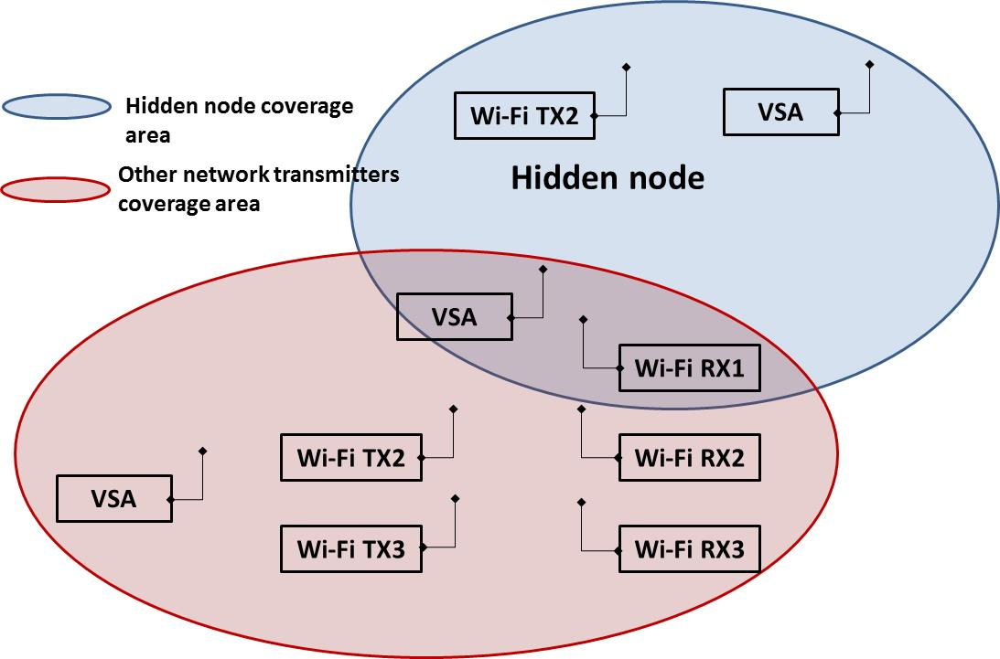 Hidden node coverage
area
Other network transmitters
coverage area
Wi-Fi TX2
VSA
Hidden node
VSA
Wi-Fi RX1
Wi-Fi TX2
Wi-Fi RX2
VSA
Wi-Fi TX3
Wi-Fi RX3